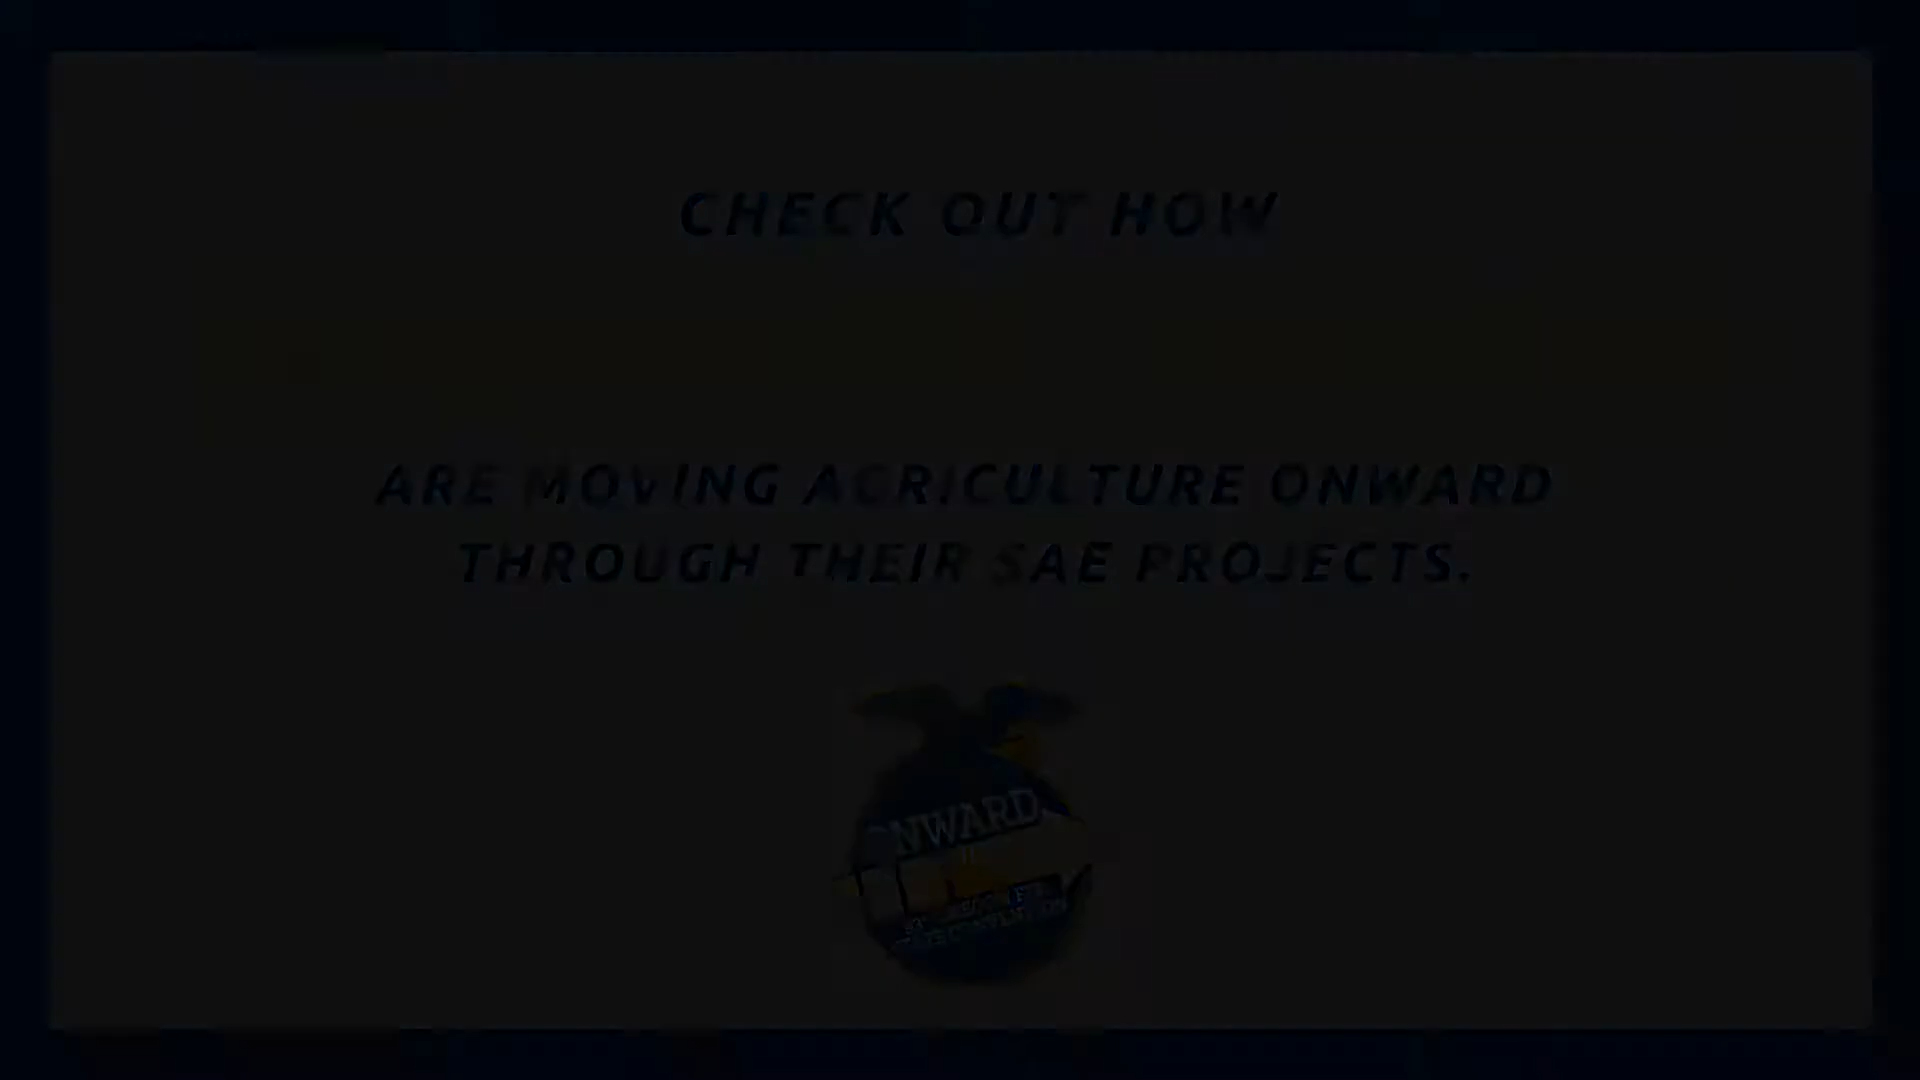 CHECK OUT HOW
ARE MOVING AGRICULTURE ONWARD
THROUGH THEIR SAE PROJECTS.
ONWARD